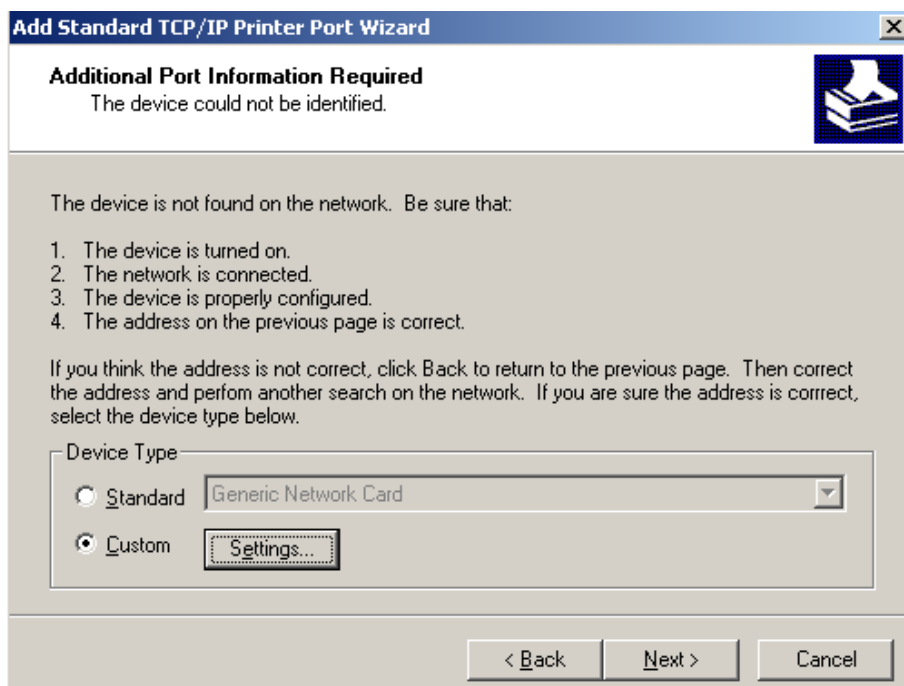 Add Standard TCP/IP Printer Port Wizard
Additional Port Information Required
The device could not be identified.
The device is not found on the network.  Be sure that:
1.  The device is turned on.
2.  The network is connected.
3.  The device is properly configured.
4.  The address on the previous page is correct.
If you think the address is not correct, click Back to return to the previous page.  Then correct
the address and perfom another search on the network.  If you are sure the address is corrrect,
select the device type below.
Device Type
Standard
Generic Network Card
Custom
Settings...
< Back
Next >
Cancel